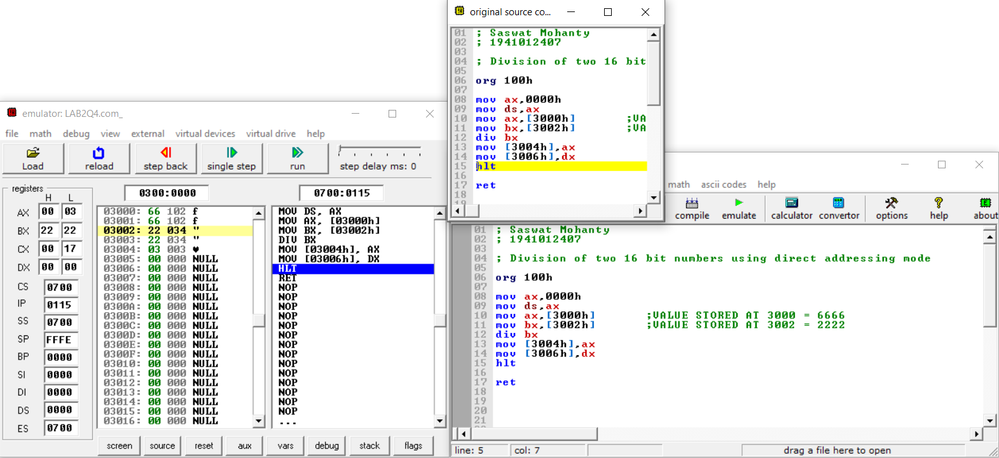 original source co...
01 ; Saswat Mohanty
02 ; 1941012407
03
04 ; Division of two 16 bit
05
06 org 100h
07
08 mov ax,0000h
09 mov ds,ax
10 mov ax,[3000h] ;VA
11 mov bx,[3002h] ;VA
12 div bx
13 mov [3004h],ax
14 mov [3006h],dx
15 hlt
16
17 ret
18
emulator: LAB2Q4.com_
file math debug view external virtual devices virtual drive help
Load reload step back single step run step delay ms: 0
registers
H L
AX 00 03
BX 22 22
CX 00 17
DX 00 00
CS 0700
IP 0115
SS 0700
SP FFFE
BP 0000
SI 0000
DI 0000
DS 0000
ES 0700
0300:0000
03000: 66 102 f
03001: 66 102 f
03002: 22 034 "
03003: 22 034 "
03004: 03 003 ♥
03005: 00 000 NULL
03006: 00 000 NULL
03007: 00 000 NULL
03008: 00 000 NULL
03009: 00 000 NULL
0300A: 00 000 NULL
0300B: 00 000 NULL
0300C: 00 000 NULL
0300D: 00 000 NULL
0300E: 00 000 NULL
0300F: 00 000 NULL
03010: 00 000 NULL
03011: 00 000 NULL
03012: 00 000 NULL
03013: 00 000 NULL
03014: 00 000 NULL
03015: 00 000 NULL
03016: 00 000 NULL
0700:0115
MOV DS, AX
MOV AX, [03000h]
MOV BX, [03002h]
DIV BX
MOV [03004h], AX
MOV [03006h], DX
HLT
RET
NOP
NOP
NOP
NOP
NOP
NOP
NOP
NOP
NOP
NOP
NOP
NOP
NOP
NOP
...
screen source reset aux vars debug stack flags
math ascii codes help
compile emulate calculator convertor options help about
01 ; Saswat Mohanty
02 ; 1941012407
03
04 ; Division of two 16 bit numbers using direct addressing mode
05
06 org 100h
07
08 mov ax,0000h
09 mov ds,ax
10 mov ax,[3000h] ;VALUE STORED AT 3000 = 6666
11 mov bx,[3002h] ;VALUE STORED AT 3002 = 2222
12 div bx
13 mov [3004h],ax
14 mov [3006h],dx
15 hlt
16
17 ret
18
19
20
21
line: 5 col: 7 drag a file here to open